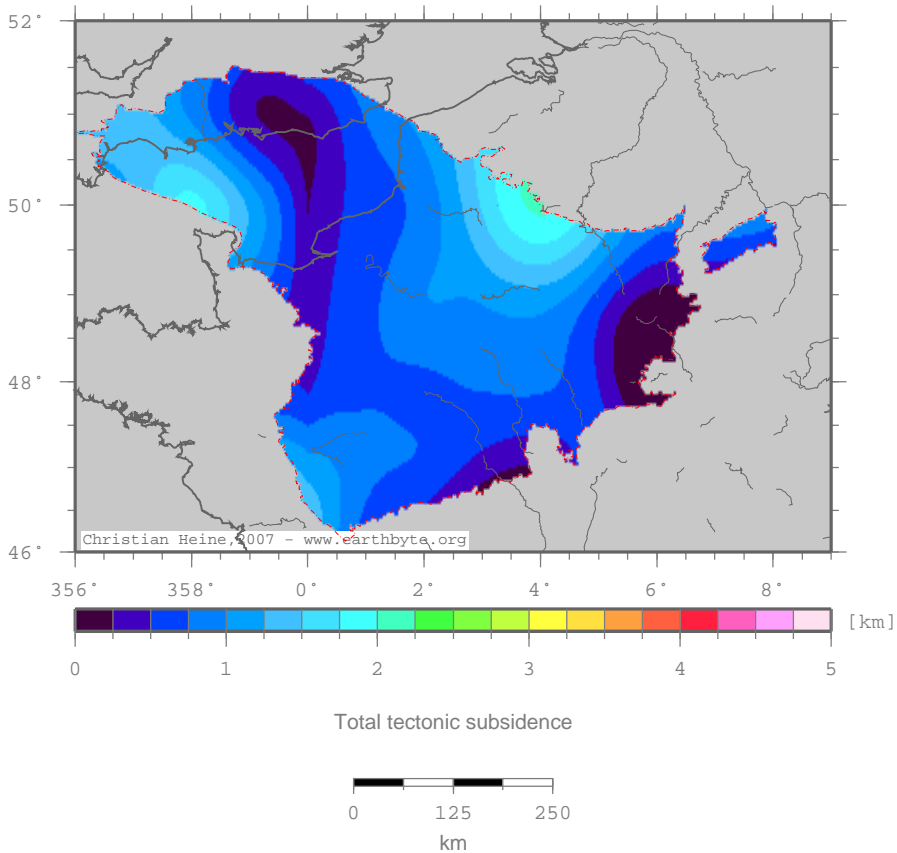 52°
50°
48°
46°
Christian Heine, 2007 - www.earthbyte.org
356° 358° 0° 2° 4° 6° 8°
[km]
0 1 2 3 4 5
Total tectonic subsidence
0 125 250
km